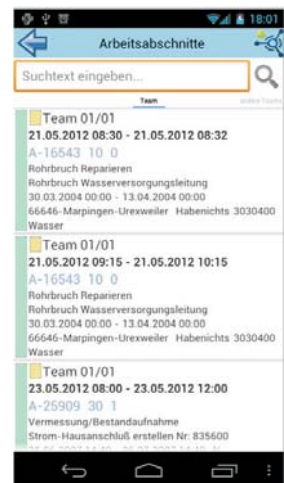 18:01
Arbeitsabschnitte
Suchtext eingeben...
Team
andere Teams
Team 01/01
21.05.2012 08:30 - 21.05.2012 08:32
A-16543 10 0
Rohrbruch Reparieren
Rohrbruch Wasserversorgungsleitung
30.03.2004 00:00 - 13.04.2004 00:00
66646-Marpingen-Urexweiler Habenichts 3030400
Wasser
Team 01/01
21.05.2012 09:15 - 21.05.2012 10:15
A-16543 10 0
Rohrbruch Reparieren
Rohrbruch Wasserversorgungsleitung
30.03.2004 00:00 - 13.04.2004 00:00
66646-Marpingen-Urexweiler Habenichts 3030400
Wasser
Team 01/01
23.05.2012 08:00 - 23.05.2012 12:00
A-25909 30 1
Vermessung/Bestandaufnahme
Strom-Hausanschluß erstellen Nr: 835600